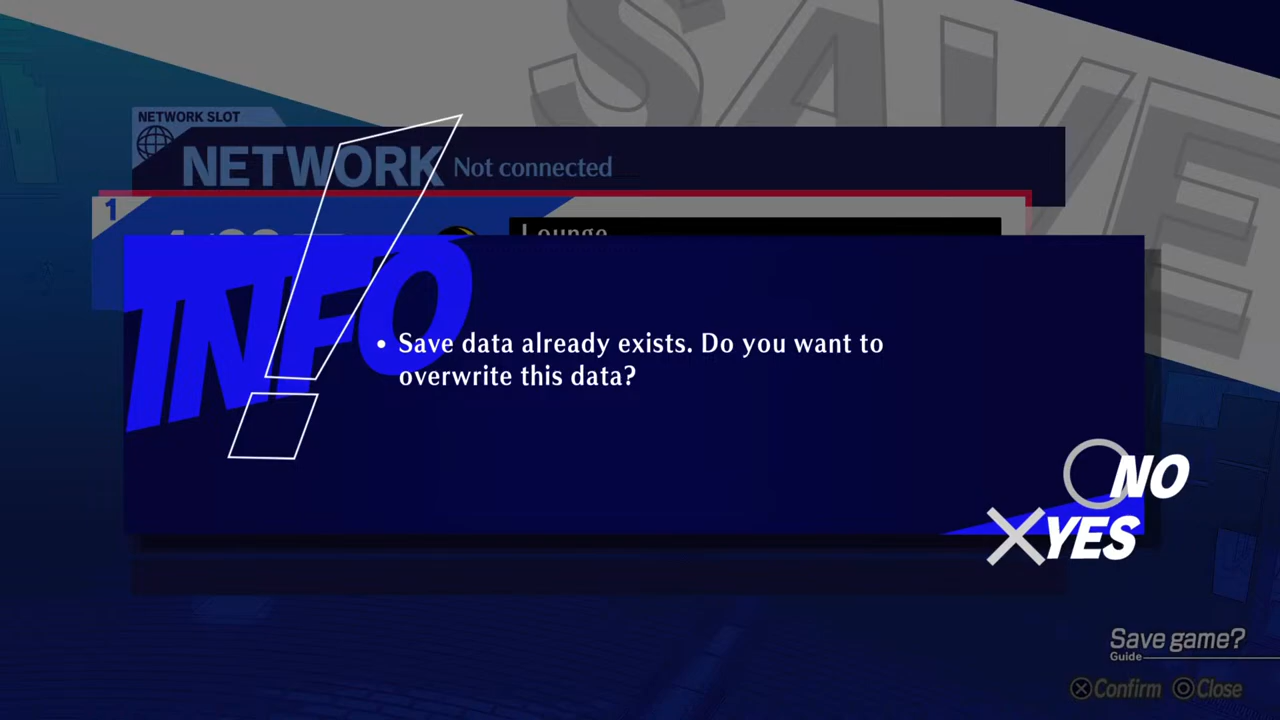 SAVE
NETWORK SLOT
NETWORK Not connected
1
Lounge
INFO
• Save data already exists. Do you want to
overwrite this data?
NO
YES
Save game?
Guide
Confirm Close